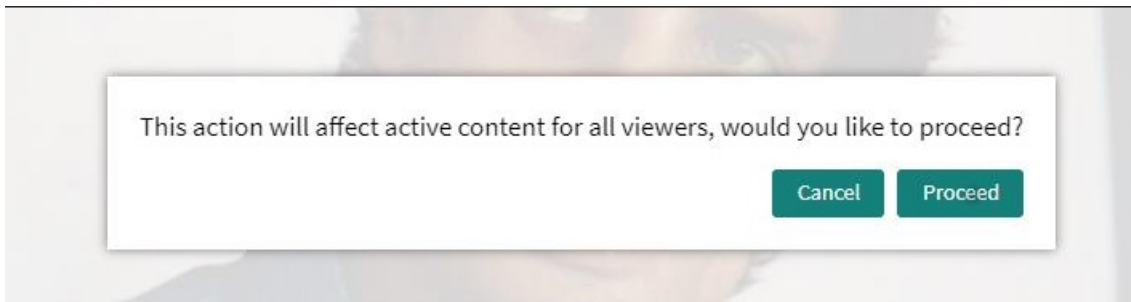 This action will affect active content for all viewers, would you like to proceed?
Cancel Proceed